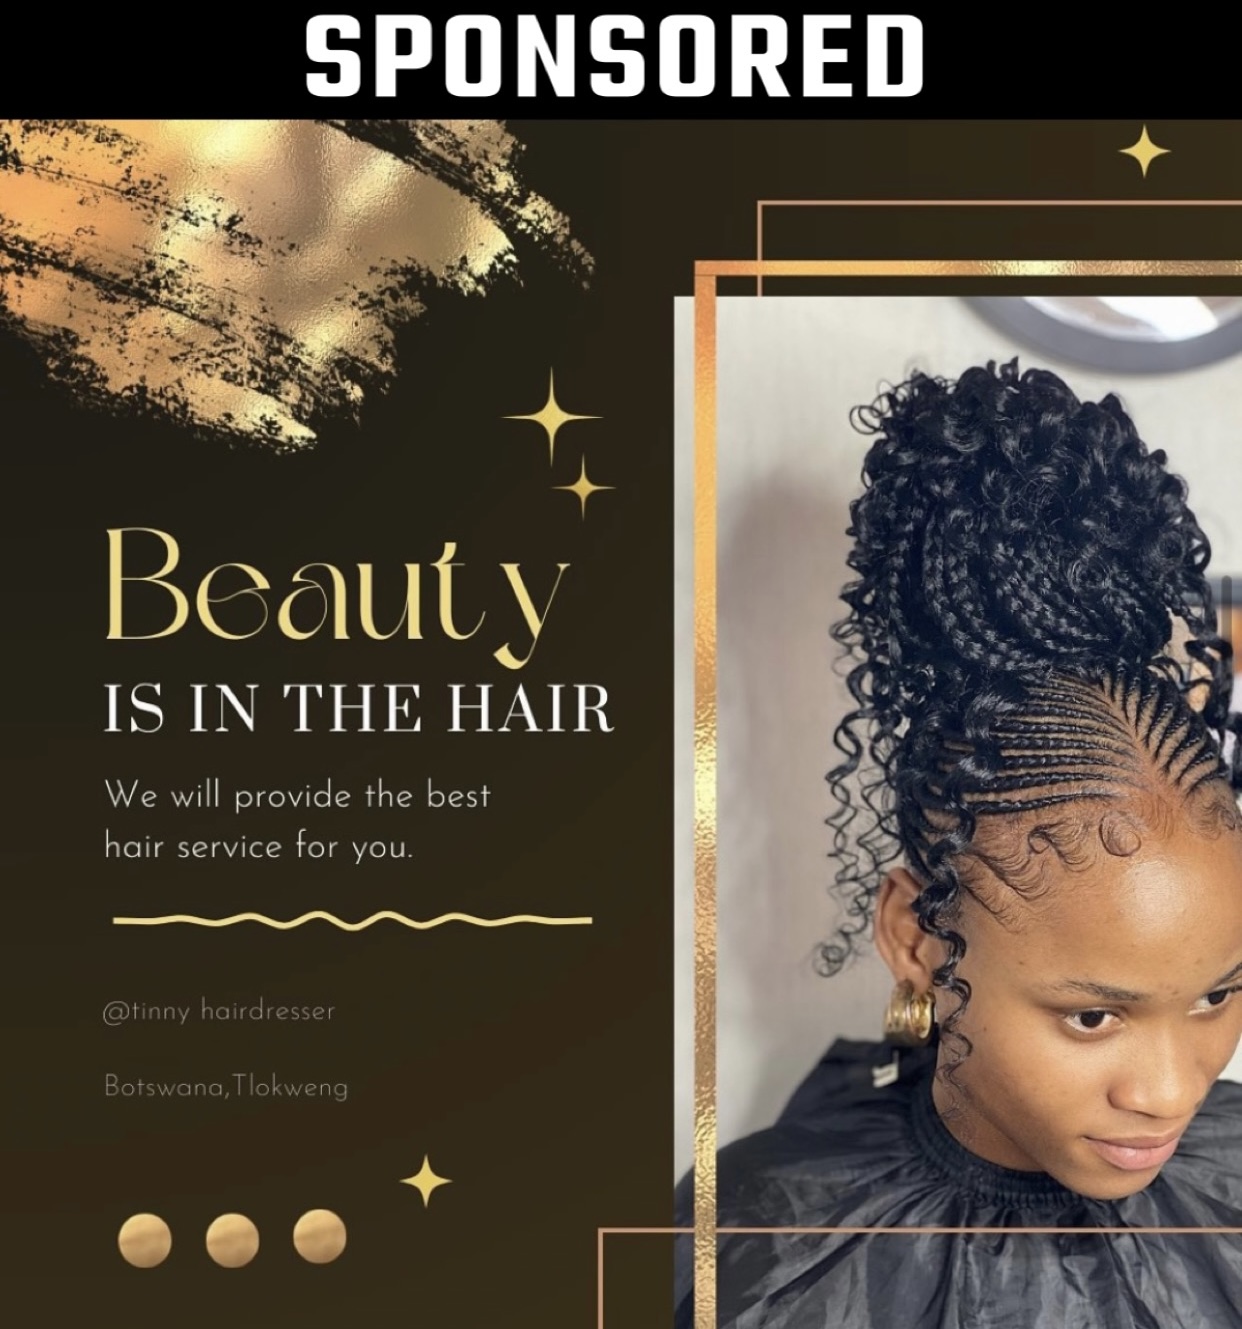 SPONSORED
Beauty
IS IN THE HAIR
We will provide the best
hair service for you.
@tinny hairdresser
Botswana,Tlokweng